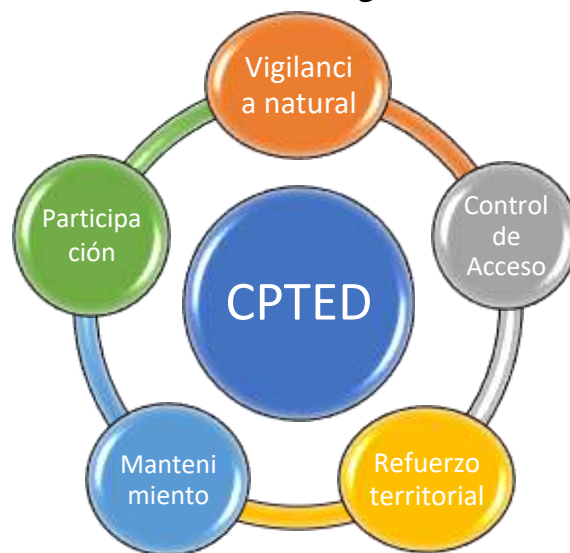 Vigilanci
a natural
Control
de
Acceso
Refuerzo
territorial
Manteni
miento
Participa
ción
CPTED